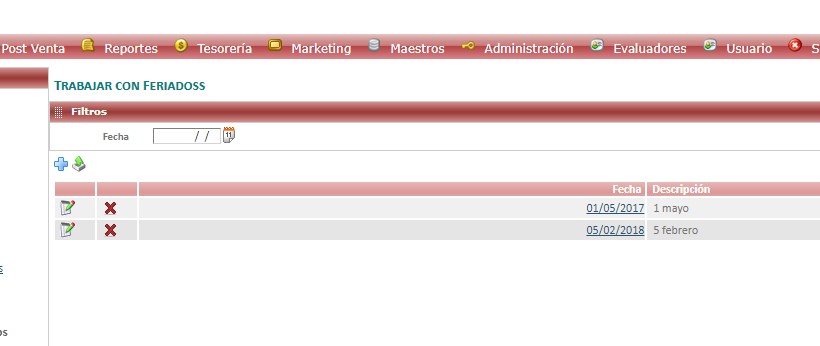 Post Venta Reportes Tesorería Marketing Maestros Administración Evaluadores Usuario S
TRABAJAR CON FERIADOSS
Filtros
Fecha / / 11
Fecha Descripción
01/05/2017 1 mayo
05/02/2018 5 febrero
s
os